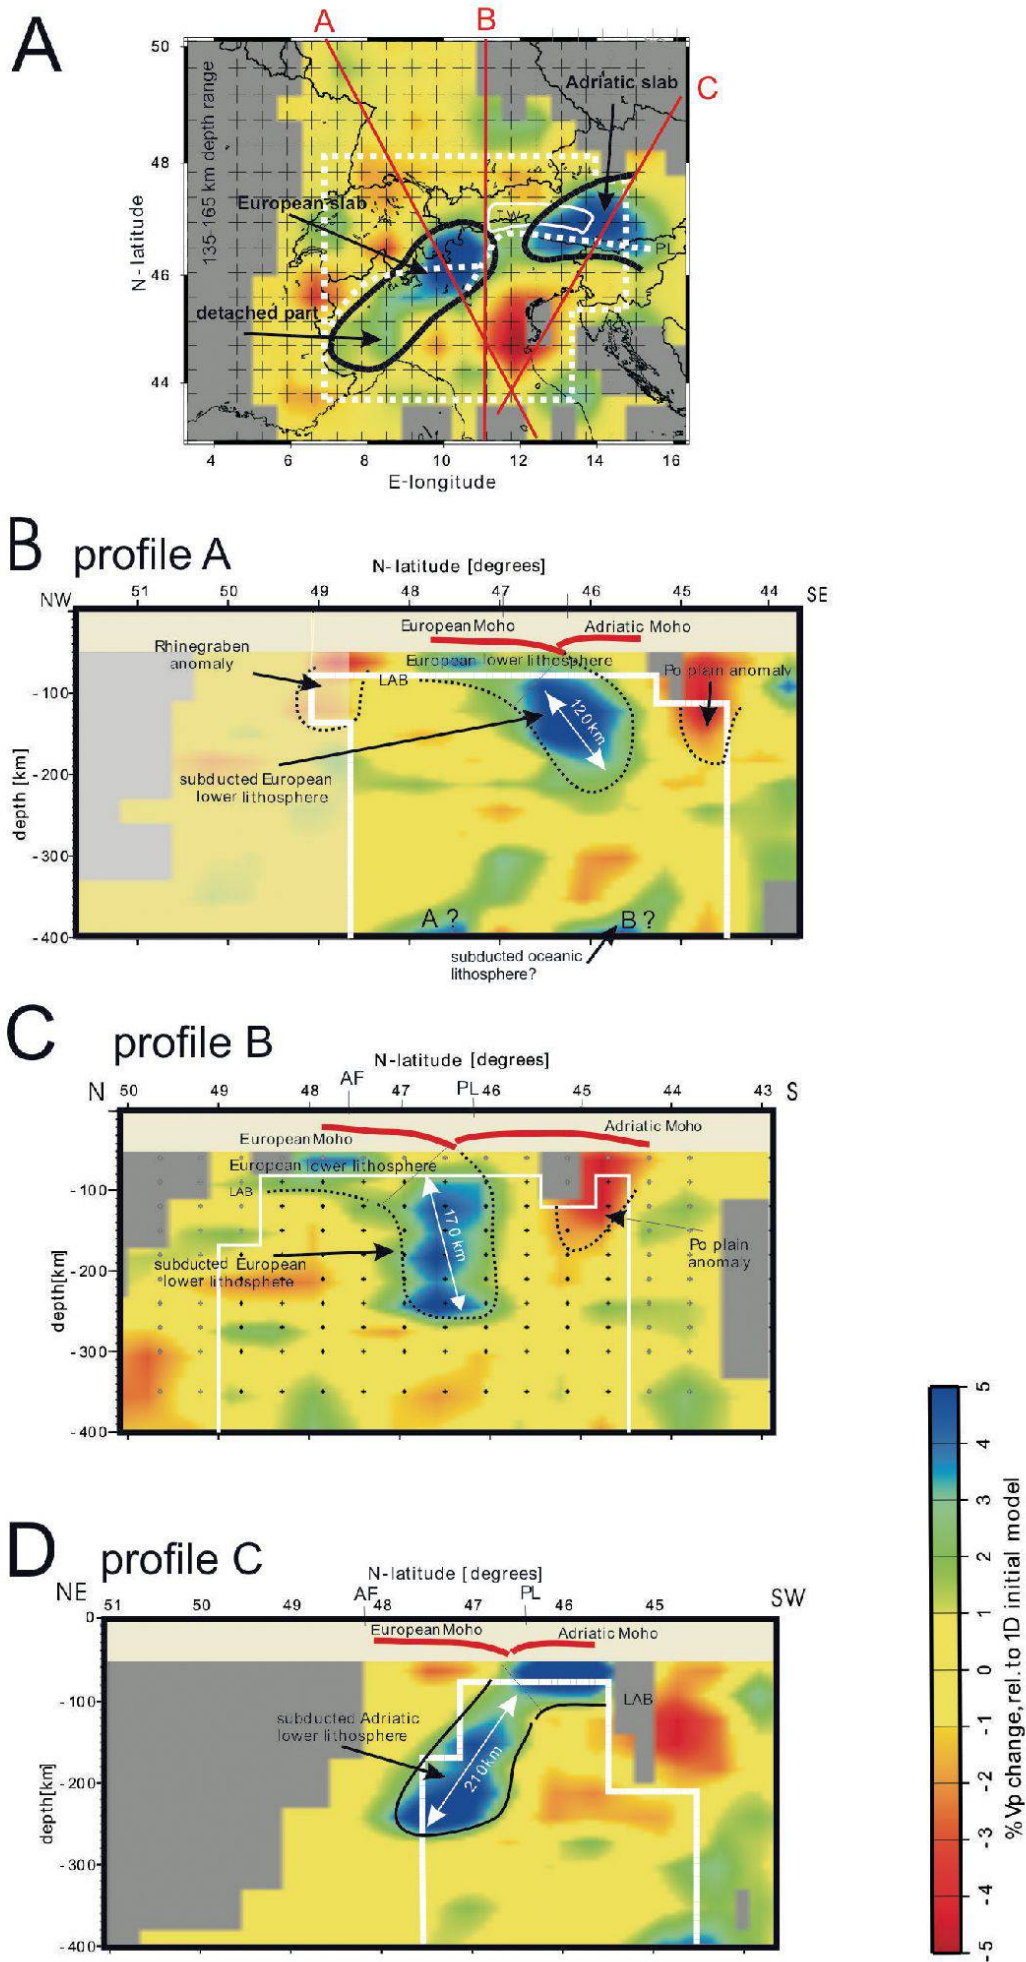 A
A
B
C
50
48
46
44
N-latitude
135-165 km depth range
Adriatic slab
European slab
T W
PL
detached part
4 6 8 10 12 14 16
E-longitude
B profile A
N-latitude [degrees]
NW 51 50 49 48 47 46 45 44 SE
European Moho Adriatic Moho
Rhinegraben
anomaly
European lower lithosphere
LAB
Po plain anomaly
120 km
subducted European
lower lithosphere
-100
-200
-300
-400
depth [km]
A ? B ?
subducted oceanic
lithosphere?
C profile B
N-latitude [degrees]
N 50 49 48 AF 47 PL 46 45 44 43 S
European Moho Adriatic Moho
European lower lithosphere
LAB
170 km
subducted European
lower lithosphere
Po plain
anomaly
-100
-200
-300
-400
depth[km]
D profile C
N-latitude [degrees]
NE SW
51 50 49 AF 48 47 PL 46 45
European Moho Adriatic Moho
LAB
subducted Adriatic
lower lithosphere
210km
0
-100
-200
-300
-400
depth[km]
5
4
3
2
1
0
-1
-2
-3
-4
-5
% Vp change,rel. to 1D initial model